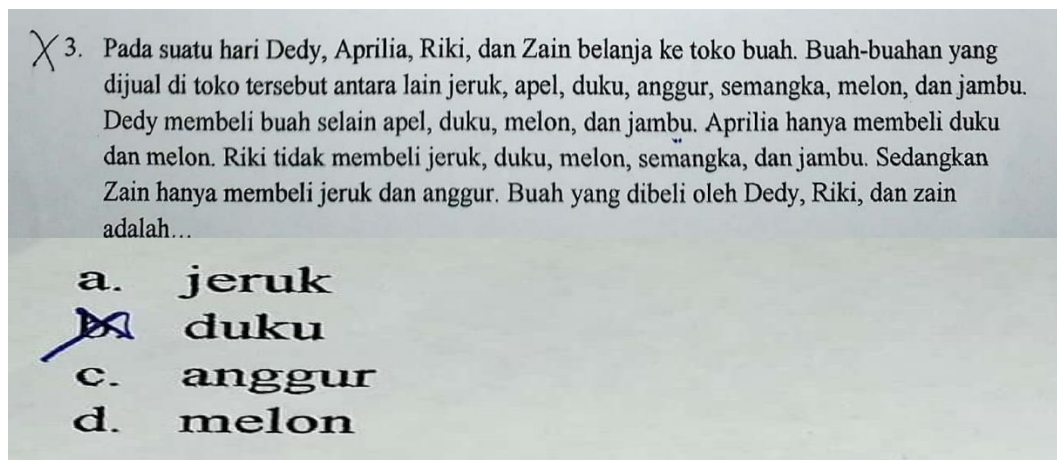 3. Pada suatu hari Dedy, Aprilia, Riki, dan Zain belanja ke toko buah. Buah-buahan yang
dijual di toko tersebut antara lain jeruk, apel, duku, anggur, semangka, melon, dan jambu.
Dedy membeli buah selain apel, duku, melon, dan jambu. Aprilia hanya membeli duku
dan melon. Riki tidak membeli jeruk, duku, melon, semangka, dan jambu. Sedangkan
Zain hanya membeli jeruk dan anggur. Buah yang dibeli oleh Dedy, Riki, dan zain
adalah...
a. jeruk
b. duku
c. anggur
d. melon